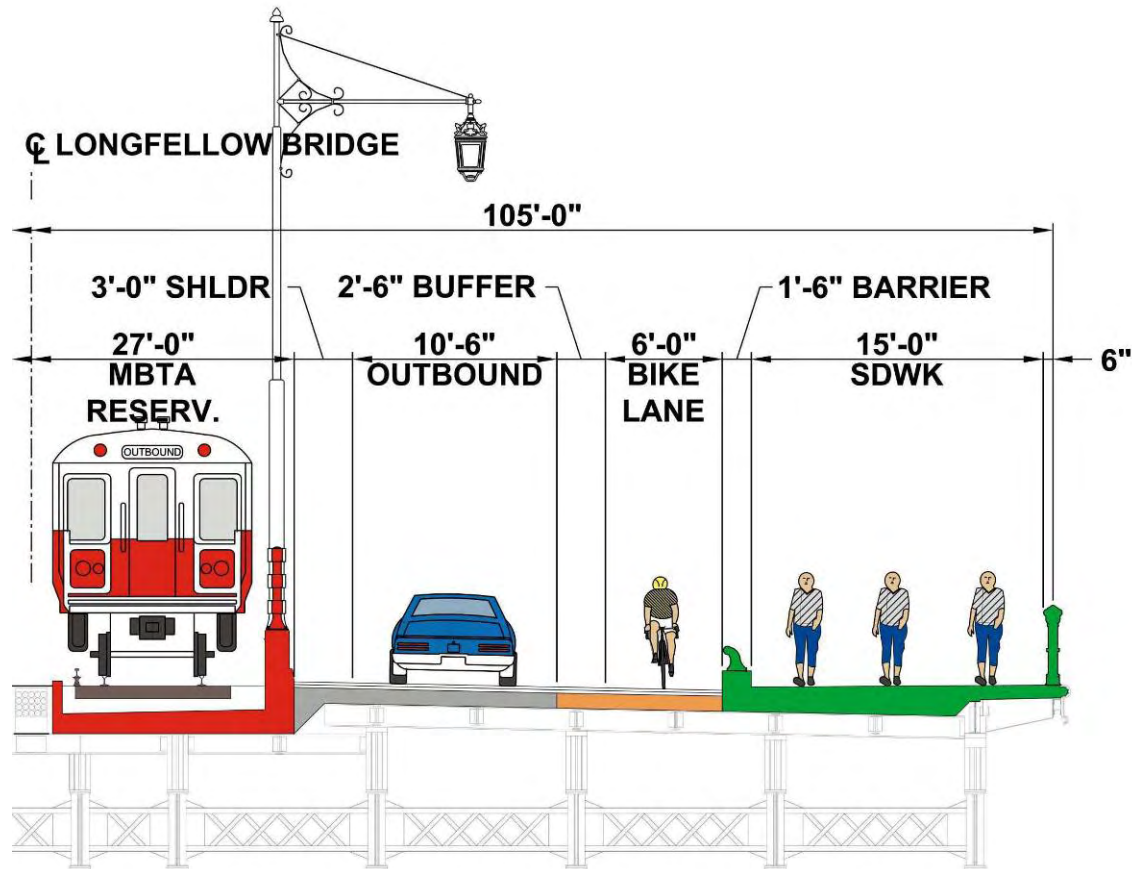 ℄ LONGFELLOW BRIDGE
105'-0"
3'-0" SHLDR
2'-6" BUFFER
1'-6" BARRIER
27'-0"
MBTA
RESERV.
10'-6"
OUTBOUND
6'-0"
BIKE
LANE
15'-0"
SDWK
6"
OUTBOUND